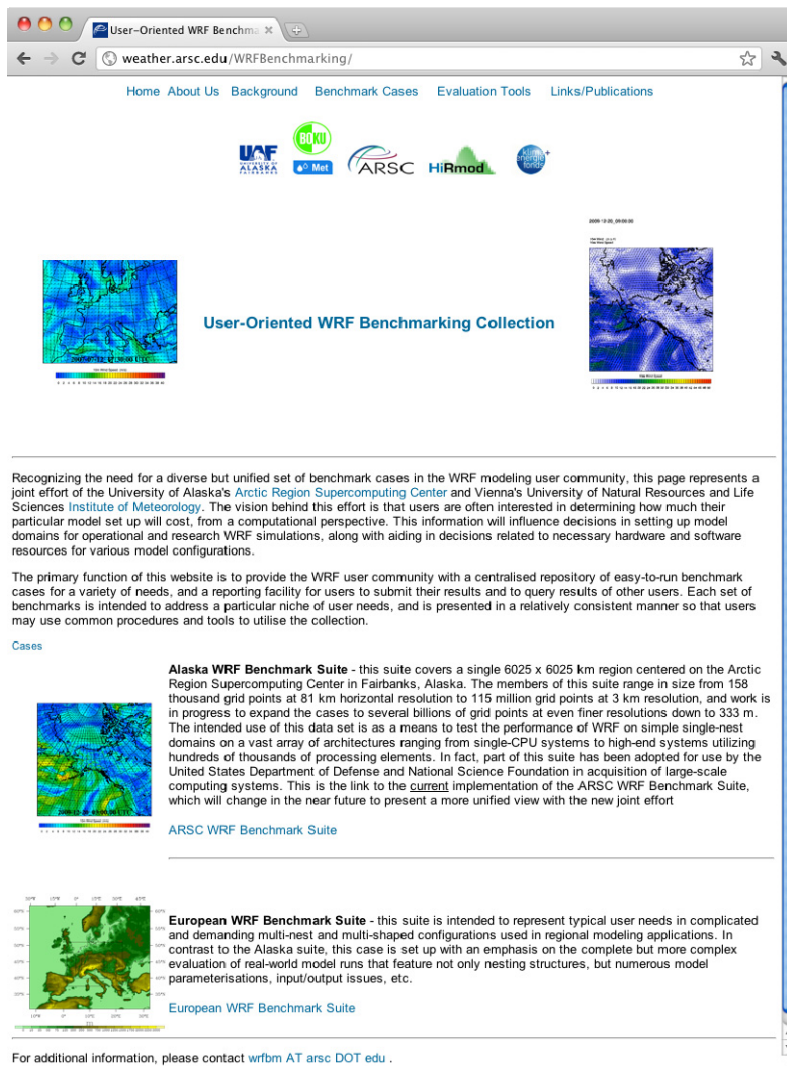 User-Oriented WRF Benchma
weather.arsc.edu/WRFBenchmarking/
Home About Us Background Benchmark Cases Evaluation Tools Links/Publications
UAF
UNIVERSITY OF
ALASKA
FAIRBANKS
BOKU
Met
ARSC
HiRmod
klima+
energie
fonds
2009-12-20_03:00:00
User-Oriented WRF Benchmarking Collection
Recognizing the need for a diverse but unified set of benchmark cases in the WRF modeling user community, this page represents a
joint effort of the University of Alaska's Arctic Region Supercomputing Center and Vienna's University of Natural Resources and Life
Sciences Institute of Meteorology. The vision behind this effort is that users are often interested in determining how much their
particular model set up will cost, from a computational perspective. This information will influence decisions in setting up model
domains for operational and research WRF simulations, along with aiding in decisions related to necessary hardware and software
resources for various model configurations.
The primary function of this website is to provide the WRF user community with a centralised repository of easy-to-run benchmark
cases for a variety of needs, and a reporting facility for users to submit their results and to query results of other users. Each set of
benchmarks is intended to address a particular niche of user needs, and is presented in a relatively consistent manner so that users
may use common procedures and tools to utilise the collection.
Cases
Alaska WRF Benchmark Suite - this suite covers a single 6025 x 6025 km region centered on the Arctic
Region Supercomputing Center in Fairbanks, Alaska. The members of this suite range in size from 158
thousand grid points at 81 km horizontal resolution to 115 million grid points at 3 km resolution, and work is
in progress to expand the cases to several billions of grid points at even finer resolutions down to 333 m.
The intended use of this data set is as a means to test the performance of WRF on simple single-nest
domains on a vast array of architectures ranging from single-CPU systems to high-end systems utilizing
hundreds of thousands of processing elements. In fact, part of this suite has been adopted for use by the
United States Department of Defense and National Science Foundation in acquisition of large-scale
computing systems. This is the link to the current implementation of the ARSC WRF Benchmark Suite,
which will change in the near future to present a more unified view with the new joint effort
ARSC WRF Benchmark Suite
European WRF Benchmark Suite - this suite is intended to represent typical user needs in complicated
and demanding multi-nest and multi-shaped configurations used in regional modeling applications. In
contrast to the Alaska suite, this case is set up with an emphasis on the complete but more complex
evaluation of real-world model runs that feature not only nesting structures, but numerous model
parameterisations, input/output issues, etc.
European WRF Benchmark Suite
For additional information, please contact wrfbm AT arsc DOT edu .